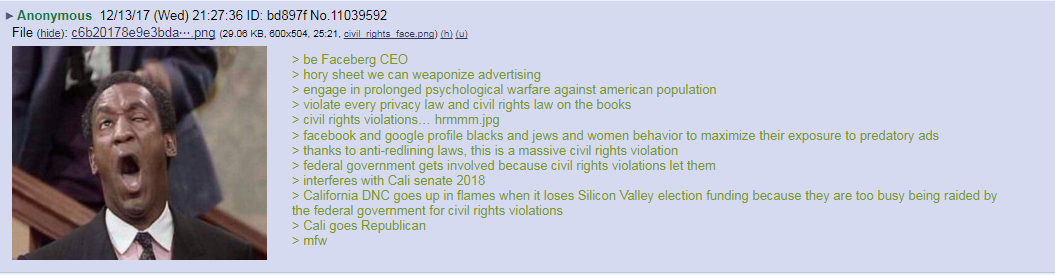 ► Anonymous 12/13/17 (Wed) 21:27:36 ID: bd897f No.11039592
File (hide): c6b20178e9e3bda⋯.png (29.06 KB, 600x504, 25:21, civil_rights_face.png) (h) (u)
> be Faceberg CEO
> hory sheet we can weaponize advertising
> engage in prolonged psychological warfare against american population
> violate every privacy law and civil rights law on the books
> civil rights violations... hrmmm.jpg
> facebook and google profile blacks and jews and women behavior to maximize their exposure to predatory ads
> thanks to anti-redlining laws, this is a massive civil rights violation
> federal government gets involved because civil rights violations let them
> interferes with Cali senate 2018
> California DNC goes up in flames when it loses Silicon Valley election funding because they are too busy being raided by
the federal government for civil rights violations
> Cali goes Republican
> mfw